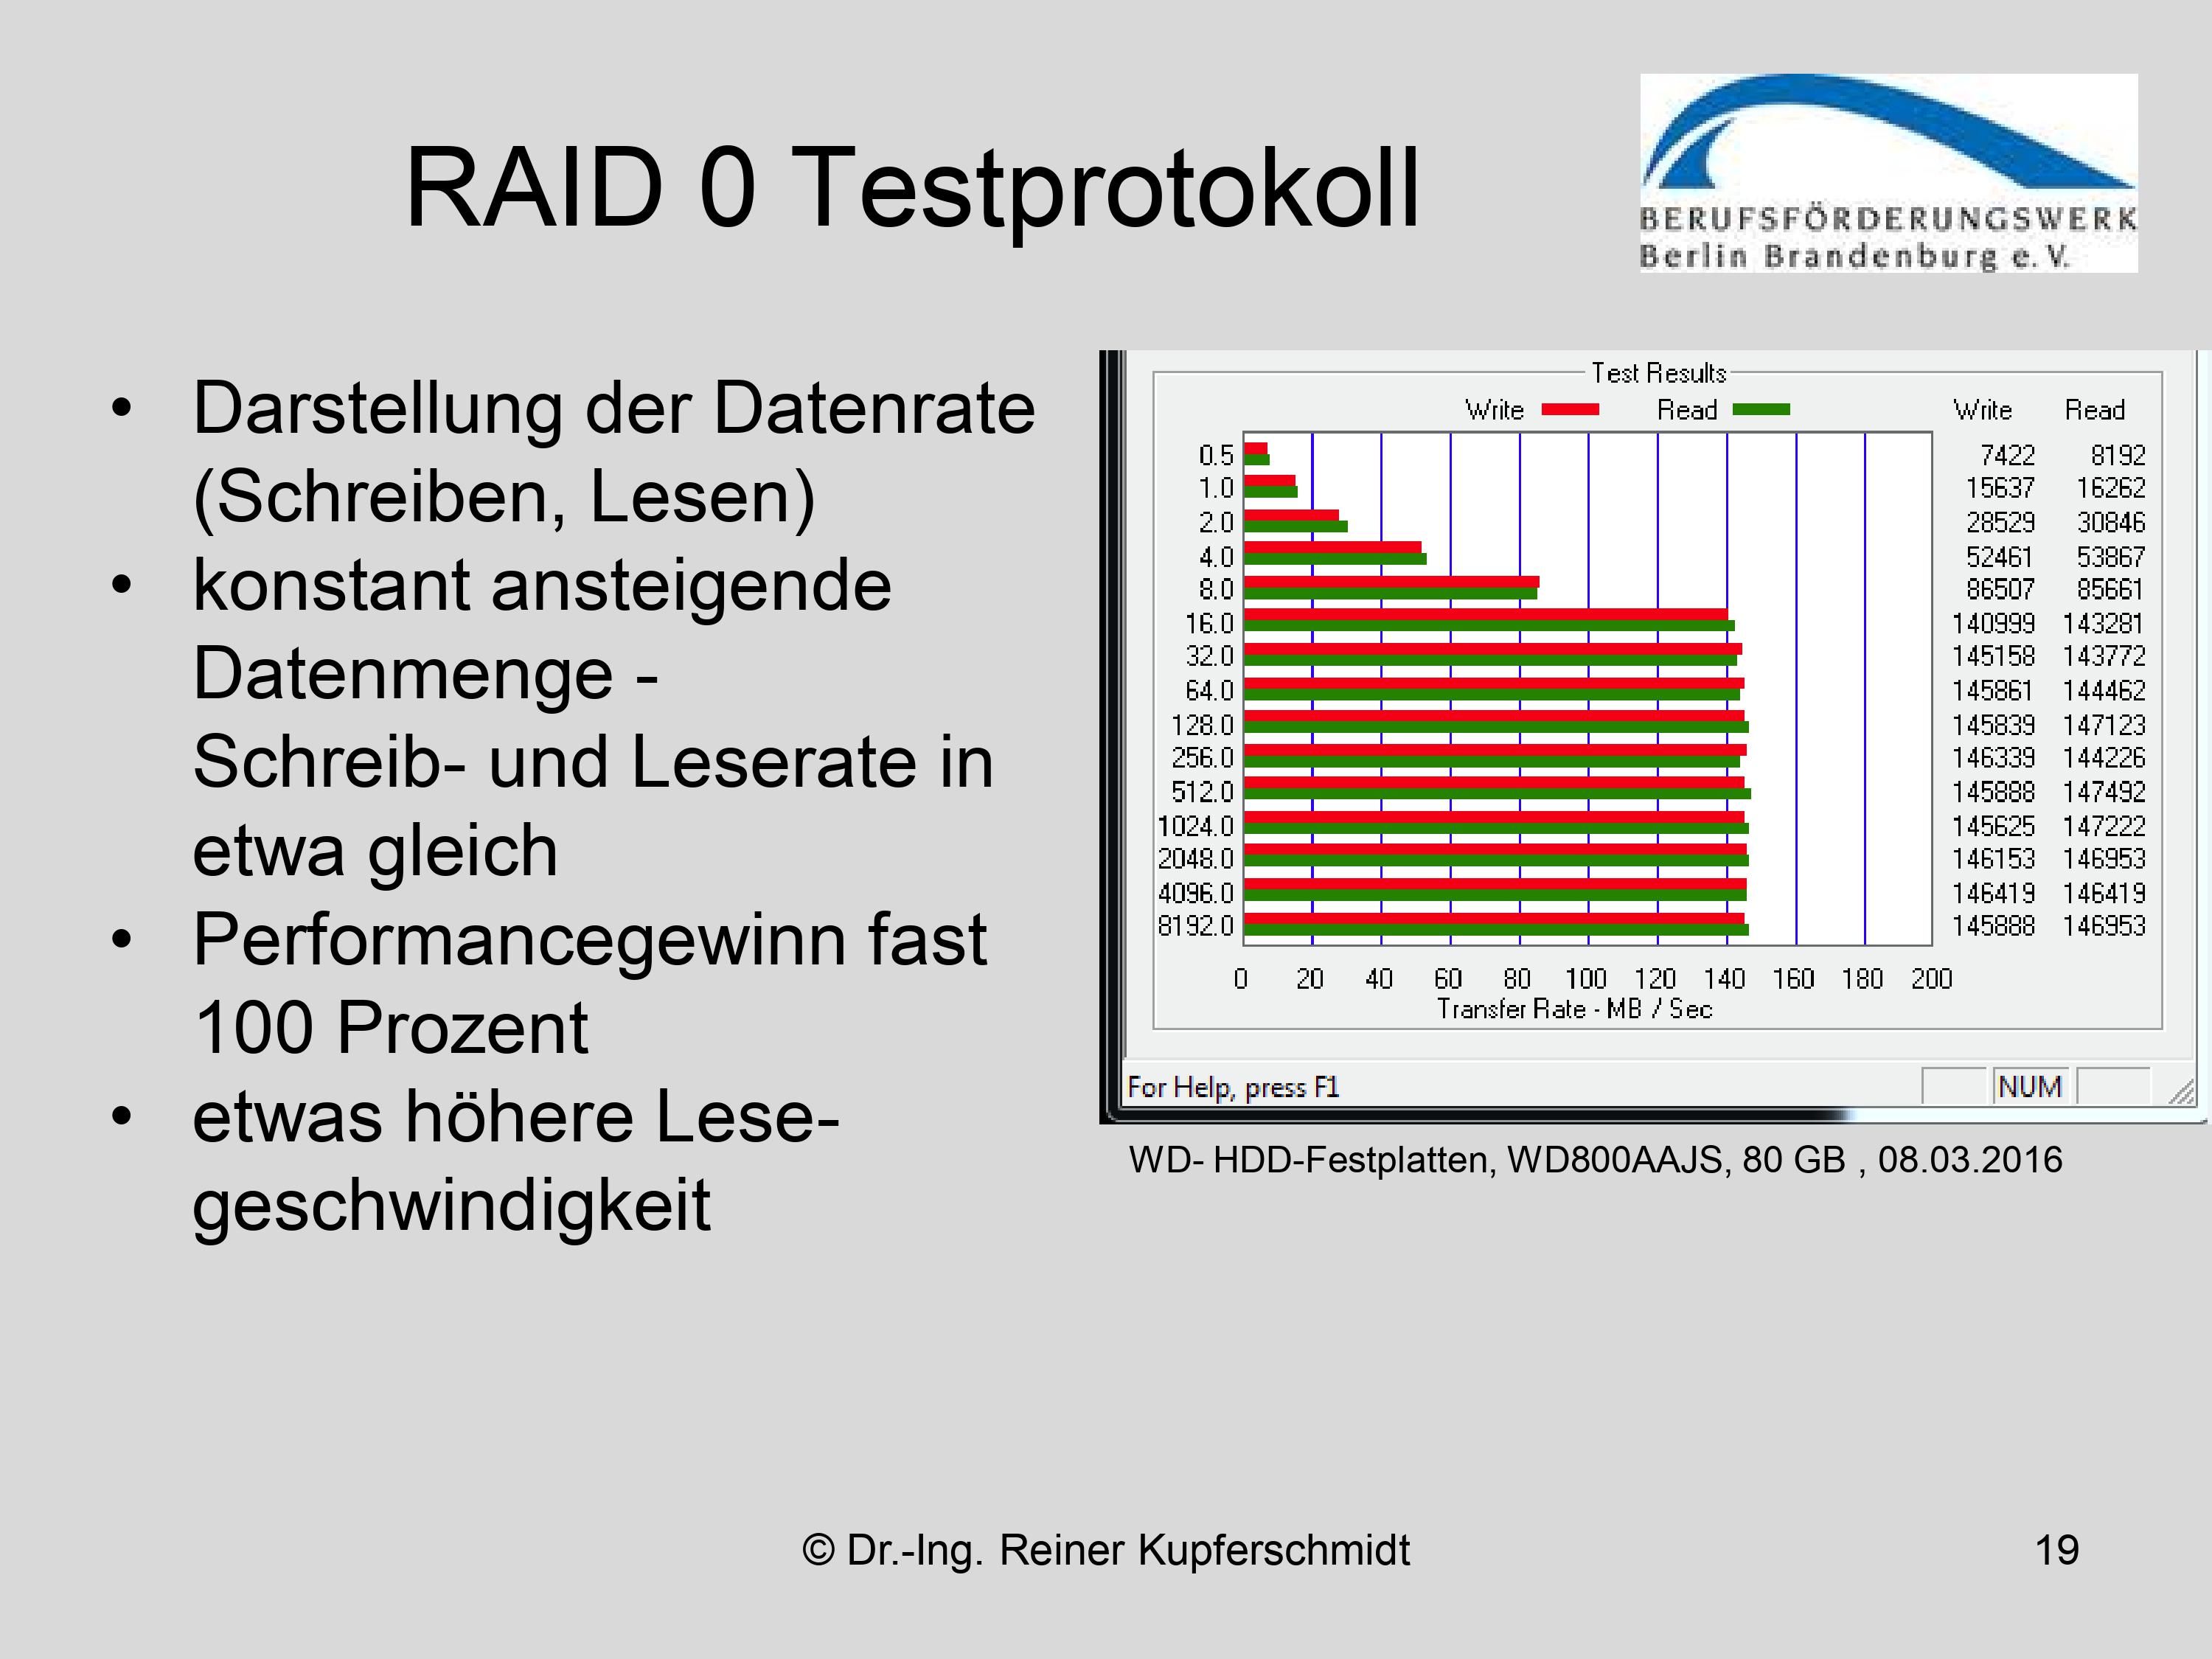 RAID 0 Testprotokoll
BERUFSFÖRDERUNGSWERK
Berlin Brandenburg e. V.
• Darstellung der Datenrate
(Schreiben, Lesen)
• konstant ansteigende
Datenmenge -
Schreib- und Leserate in
etwa gleich
• Performancegewinn fast
100 Prozent
• etwas höhere Lese-
geschwindigkeit
Test Results
Write Read Write Read
0.5 7422 8192
1.0 15637 16262
2.0 28529 30846
4.0 52461 53867
8.0 86507 85661
16.0 140999 143281
32.0 145158 143772
64.0 145861 144462
128.0 145839 147123
256.0 146339 144226
512.0 145888 147492
1024.0 145625 147222
2048.0 146153 146953
4096.0 146419 146419
8192.0 145888 146953
0 20 40 60 80 100 120 140 160 180 200
Transfer Rate - MB / Sec
For Help, press F1 NUM
WD- HDD-Festplatten, WD800AAJS, 80 GB , 08.03.2016
© Dr.-Ing. Reiner Kupferschmidt 19